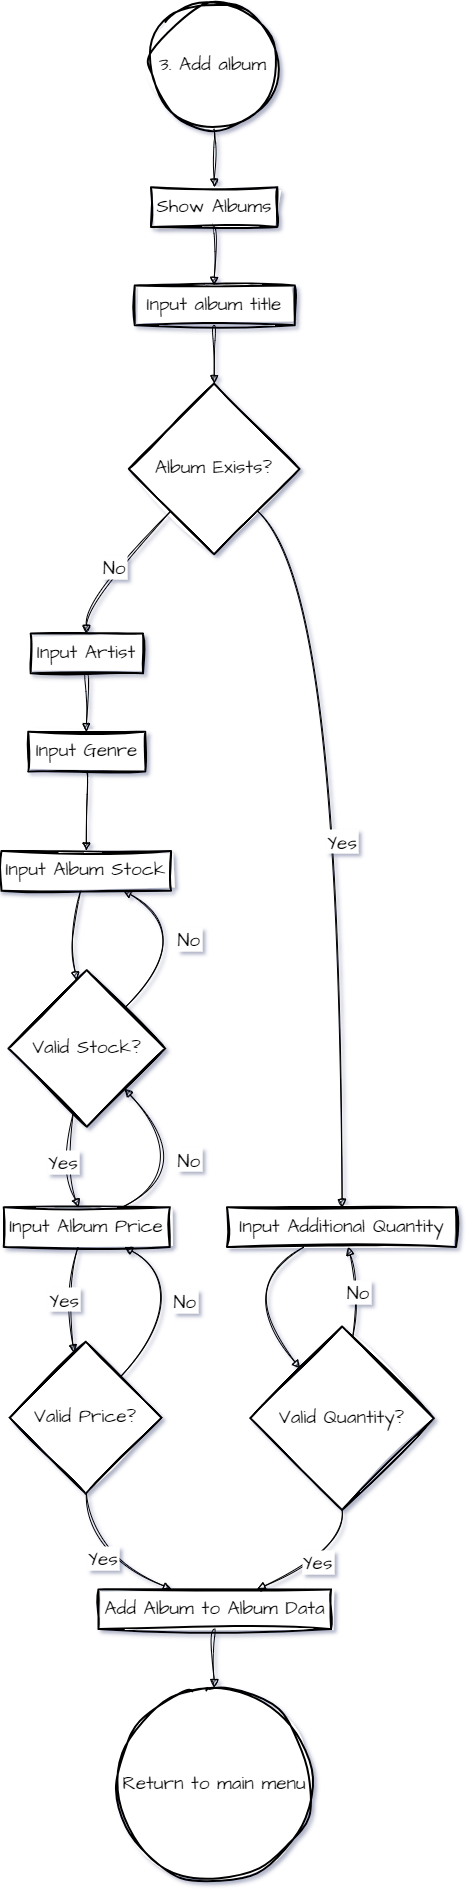 3. Add album
Show Albums
Input album title
Album Exists?
No
Input Artist
Input Genre
Yes
Input Album Stock
No
Valid Stock?
Yes
No
Input Album Price
Input Additional Quantity
Yes
No
No
Valid Price?
Valid Quantity?
Yes
Yes
Add Album to Album Data
Return to main menu